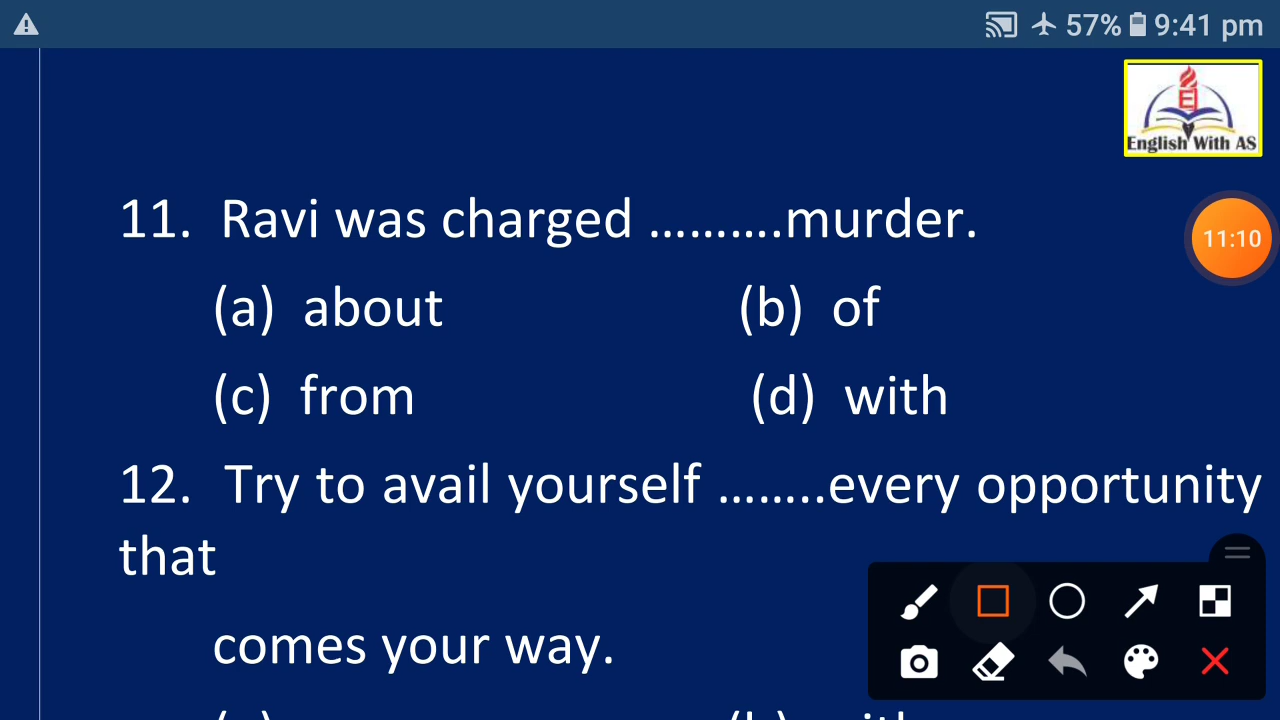 57% 9:41 pm
English With AS
11. Ravi was charged ..........murder.
11:10
(a) about (b) of
(c) from (d) with
12. Try to avail yourself ........every opportunity
that
comes your way.